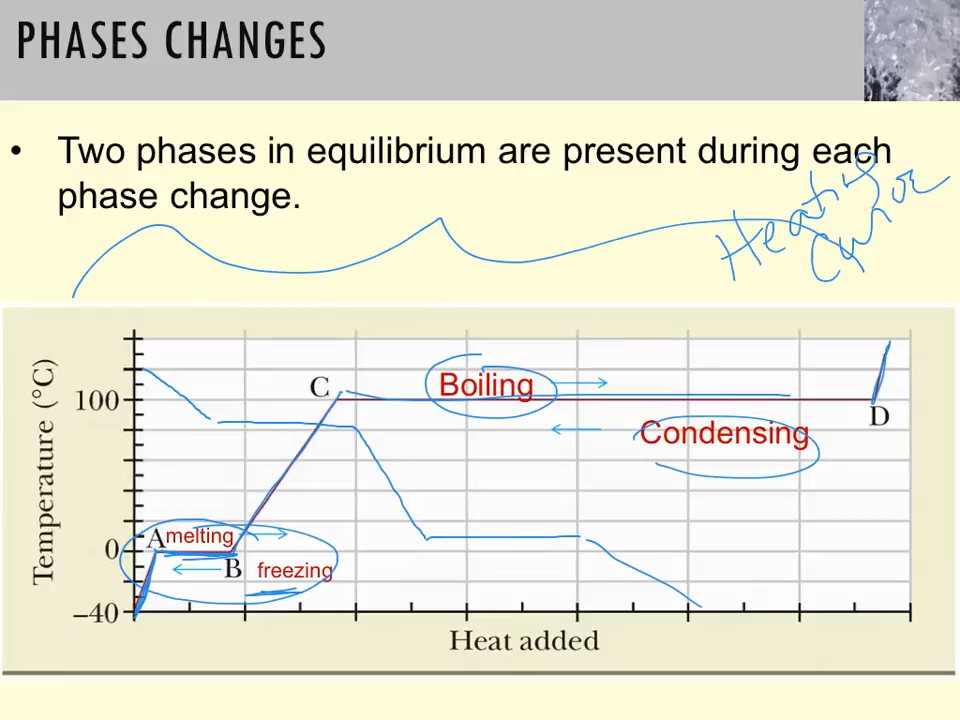 PHASES CHANGES
• Two phases in equilibrium are present during each
phase change.
Heating
Temperature (°C)
100
0
–40
C
Boiling
D
Condensing
A
melting
B
freezing
Heat added